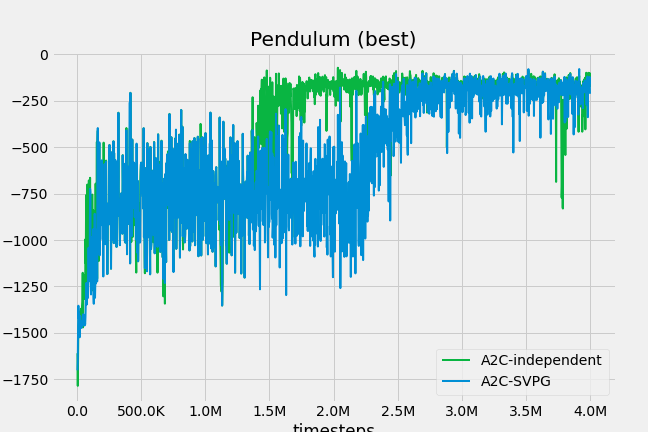 Pendulum (best)
0
−250
−500
−750
−1000
−1250
−1500
−1750
A2C-independent
A2C-SVPG
0.0 500.0K 1.0M 1.5M 2.0M 2.5M 3.0M 3.5M 4.0M
timesteps